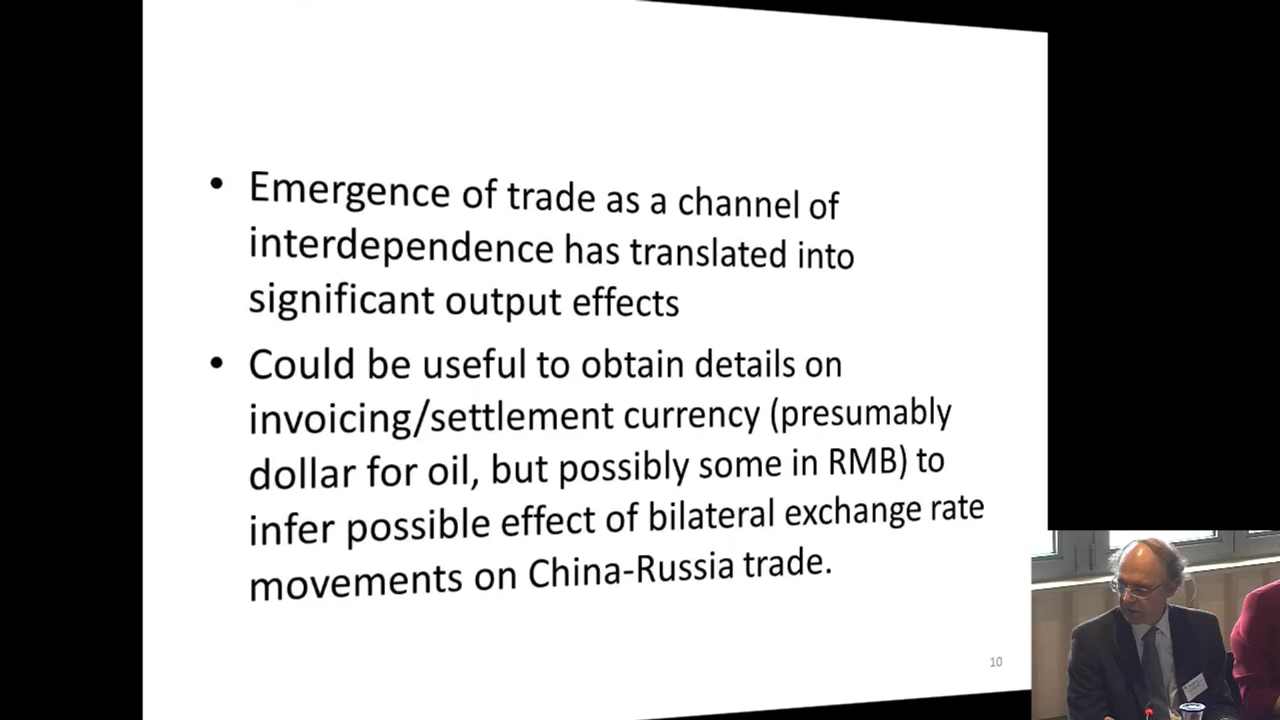 • Emergence of trade as a channel of
interdependence has translated into
significant output effects
• Could be useful to obtain details on
invoicing/settlement currency (presumably
dollar for oil, but possibly some in RMB) to
infer possible effect of bilateral exchange rate
movements on China-Russia trade.
10